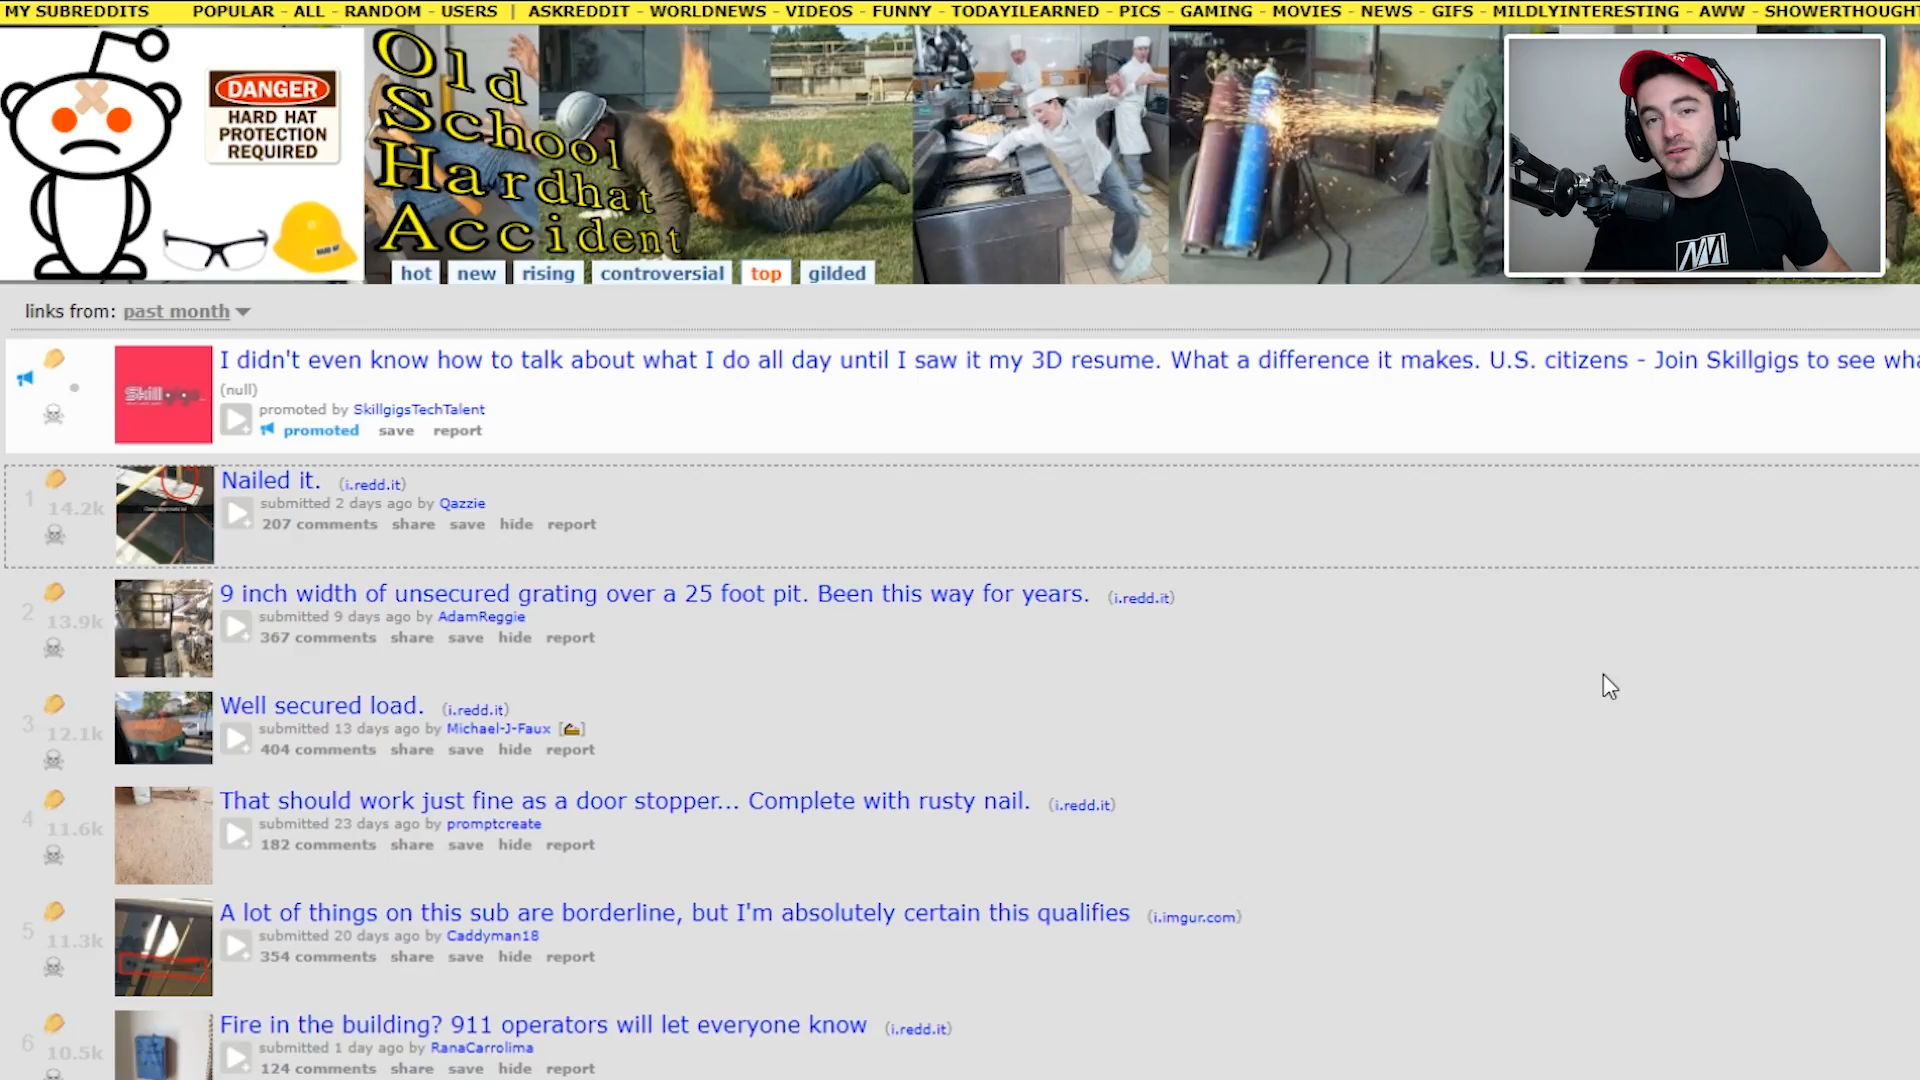 MY SUBREDDITS POPULAR - ALL - RANDOM - USERS | ASKREDDIT - WORLDNEWS - VIDEOS - FUNNY - TODAYILEARNED - PICS - GAMING - MOVIES - NEWS - GIFS - MILDLYINTERESTING - AWW - SHOWERTHOUGHT
DANGER
HARD HAT
PROTECTION
REQUIRED
HARD HAT
Old
School
Hardhat
Accident
hot new rising controversial top gilded
links from: past month
I didn't even know how to talk about what I do all day until I saw it my 3D resume. What a difference it makes. U.S. citizens - Join Skillgigs to see wha
(null)
Skillgigs
promoted by SkillgigsTechTalent
promoted save report
1 14.2k
Nailed it. (i.redd.it)
submitted 2 days ago by Qazzie
207 comments share save hide report
2 13.9k
9 inch width of unsecured grating over a 25 foot pit. Been this way for years. (i.redd.it)
submitted 9 days ago by AdamReggie
367 comments share save hide report
3 12.1k
Well secured load. (i.redd.it)
submitted 13 days ago by Michael-J-Faux
404 comments share save hide report
4 11.6k
That should work just fine as a door stopper... Complete with rusty nail. (i.redd.it)
submitted 23 days ago by promptcreate
182 comments share save hide report
5 11.3k
A lot of things on this sub are borderline, but I'm absolutely certain this qualifies (i.imgur.com)
submitted 20 days ago by Caddyman18
354 comments share save hide report
6 10.5k
Fire in the building? 911 operators will let everyone know (i.redd.it)
submitted 1 day ago by RanaCarrolima
124 comments share save hide report